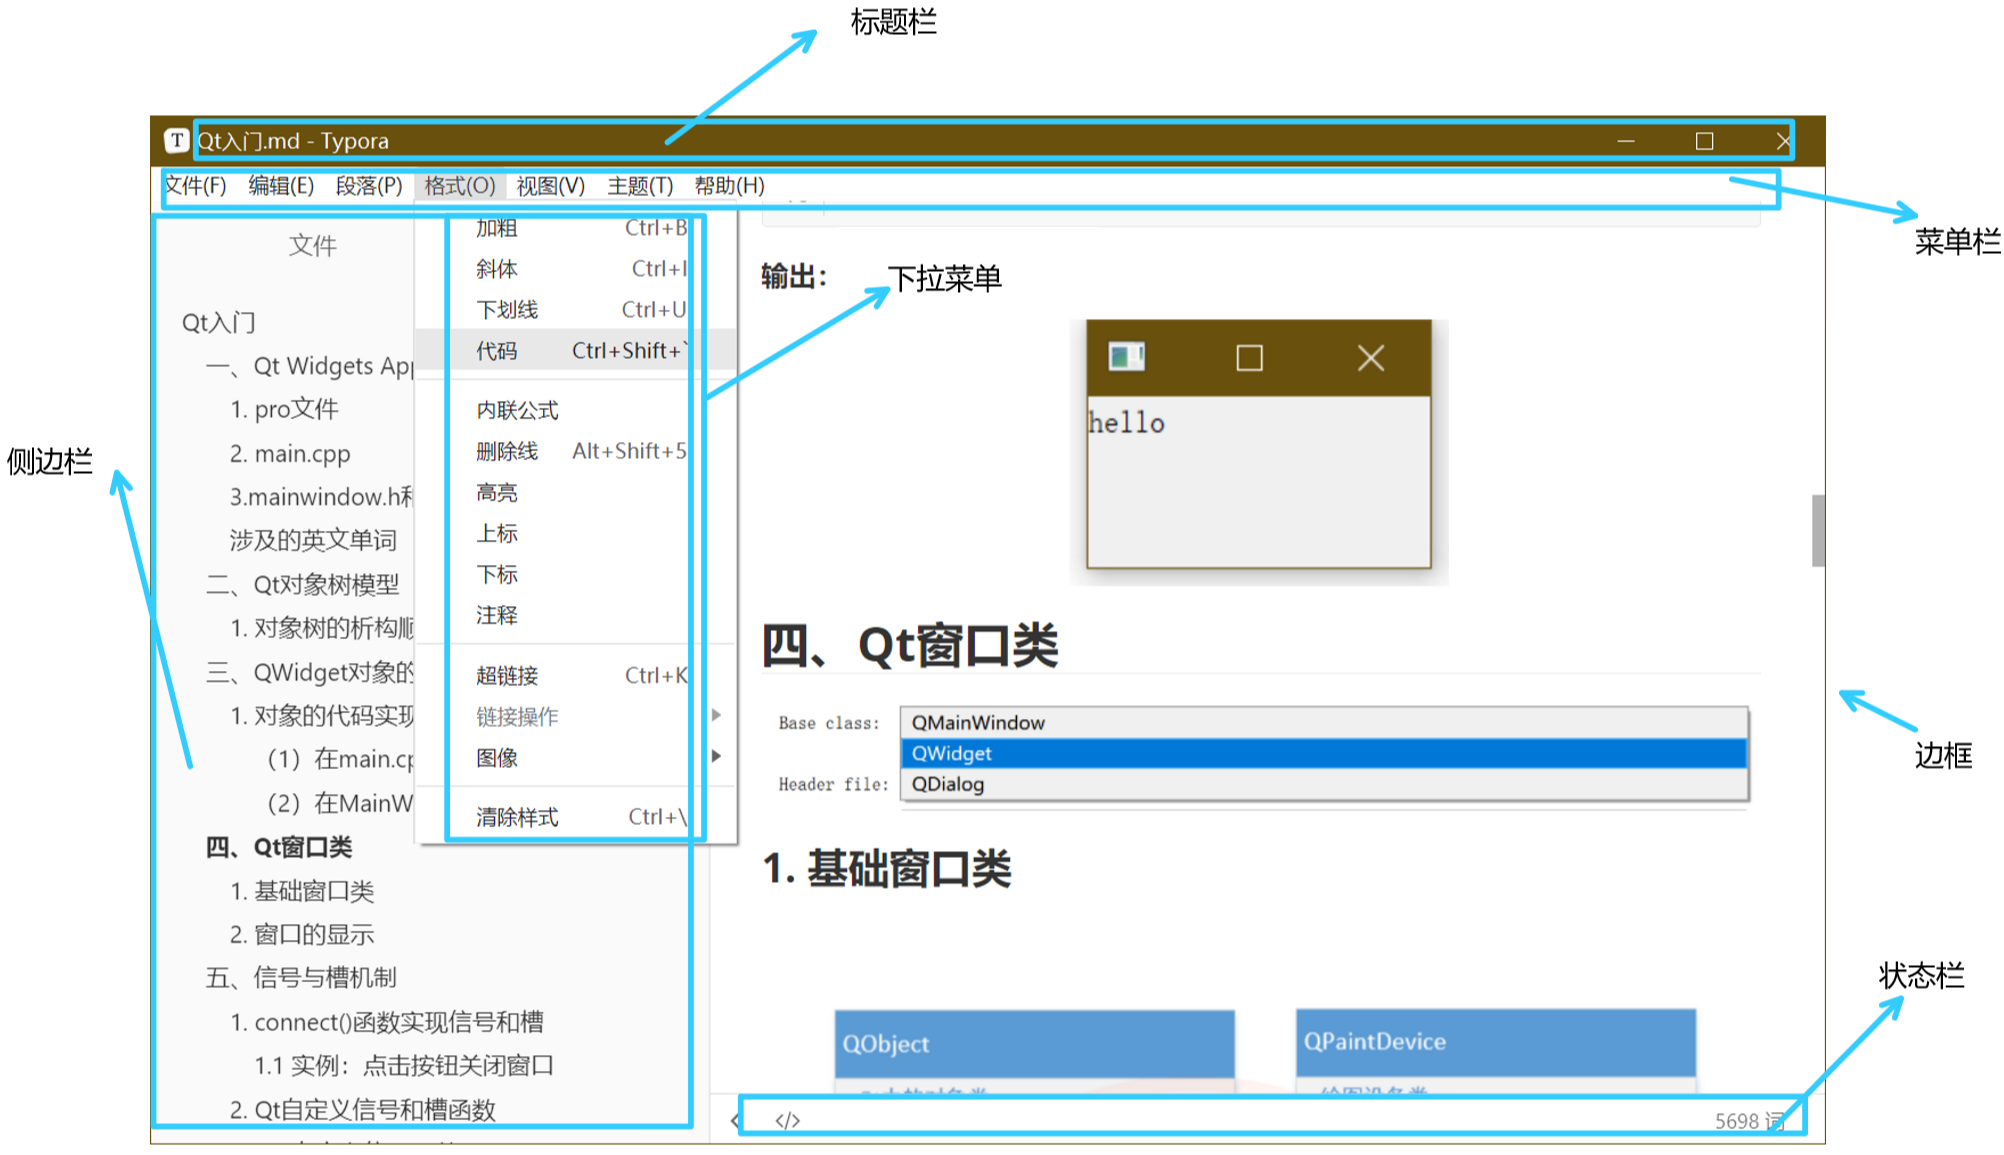 标题栏
Qt入门.md - Typora
文件(F) 编辑(E) 段落(P) 格式(O) 视图(V) 主题(T) 帮助(H)
菜单栏
侧边栏
文件
Qt入门
一、Qt Widgets App
1. pro文件
2. main.cpp
3.mainwindow.h和
涉及的英文单词
二、Qt对象树模型
1. 对象树的析构顺
三、QWidget对象的
1. 对象的代码实现
（1）在main.cp
（2）在MainW
四、Qt窗口类
1. 基础窗口类
2. 窗口的显示
五、信号与槽机制
1. connect()函数实现信号和槽
1.1 实例：点击按钮关闭窗口
2. Qt自定义信号和槽函数
加粗 Ctrl+B
斜体 Ctrl+I
下划线 Ctrl+U
代码 Ctrl+Shift+`
内联公式
删除线 Alt+Shift+5
高亮
上标
下标
注释
超链接 Ctrl+K
链接操作
图像
清除样式 Ctrl+\
下拉菜单
输出：
hello
四、Qt窗口类
Base class: QMainWindow
QWidget
Header file: QDialog
1. 基础窗口类
QObject
QPaintDevice
绘图设备类
</> 5698 词
边框
状态栏